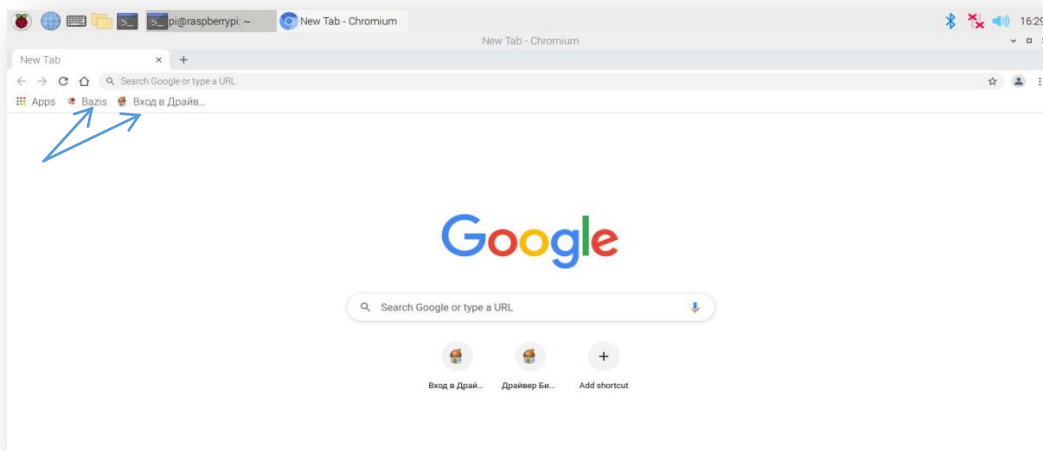 pi@raspberrypi: ~ New Tab - Chromium 16:29
New Tab - Chromium
New Tab
Search Google or type a URL
Apps Bazis Вход в Драйв...
Google
Search Google or type a URL
Вход в Драй... Драйвер Би... Add shortcut